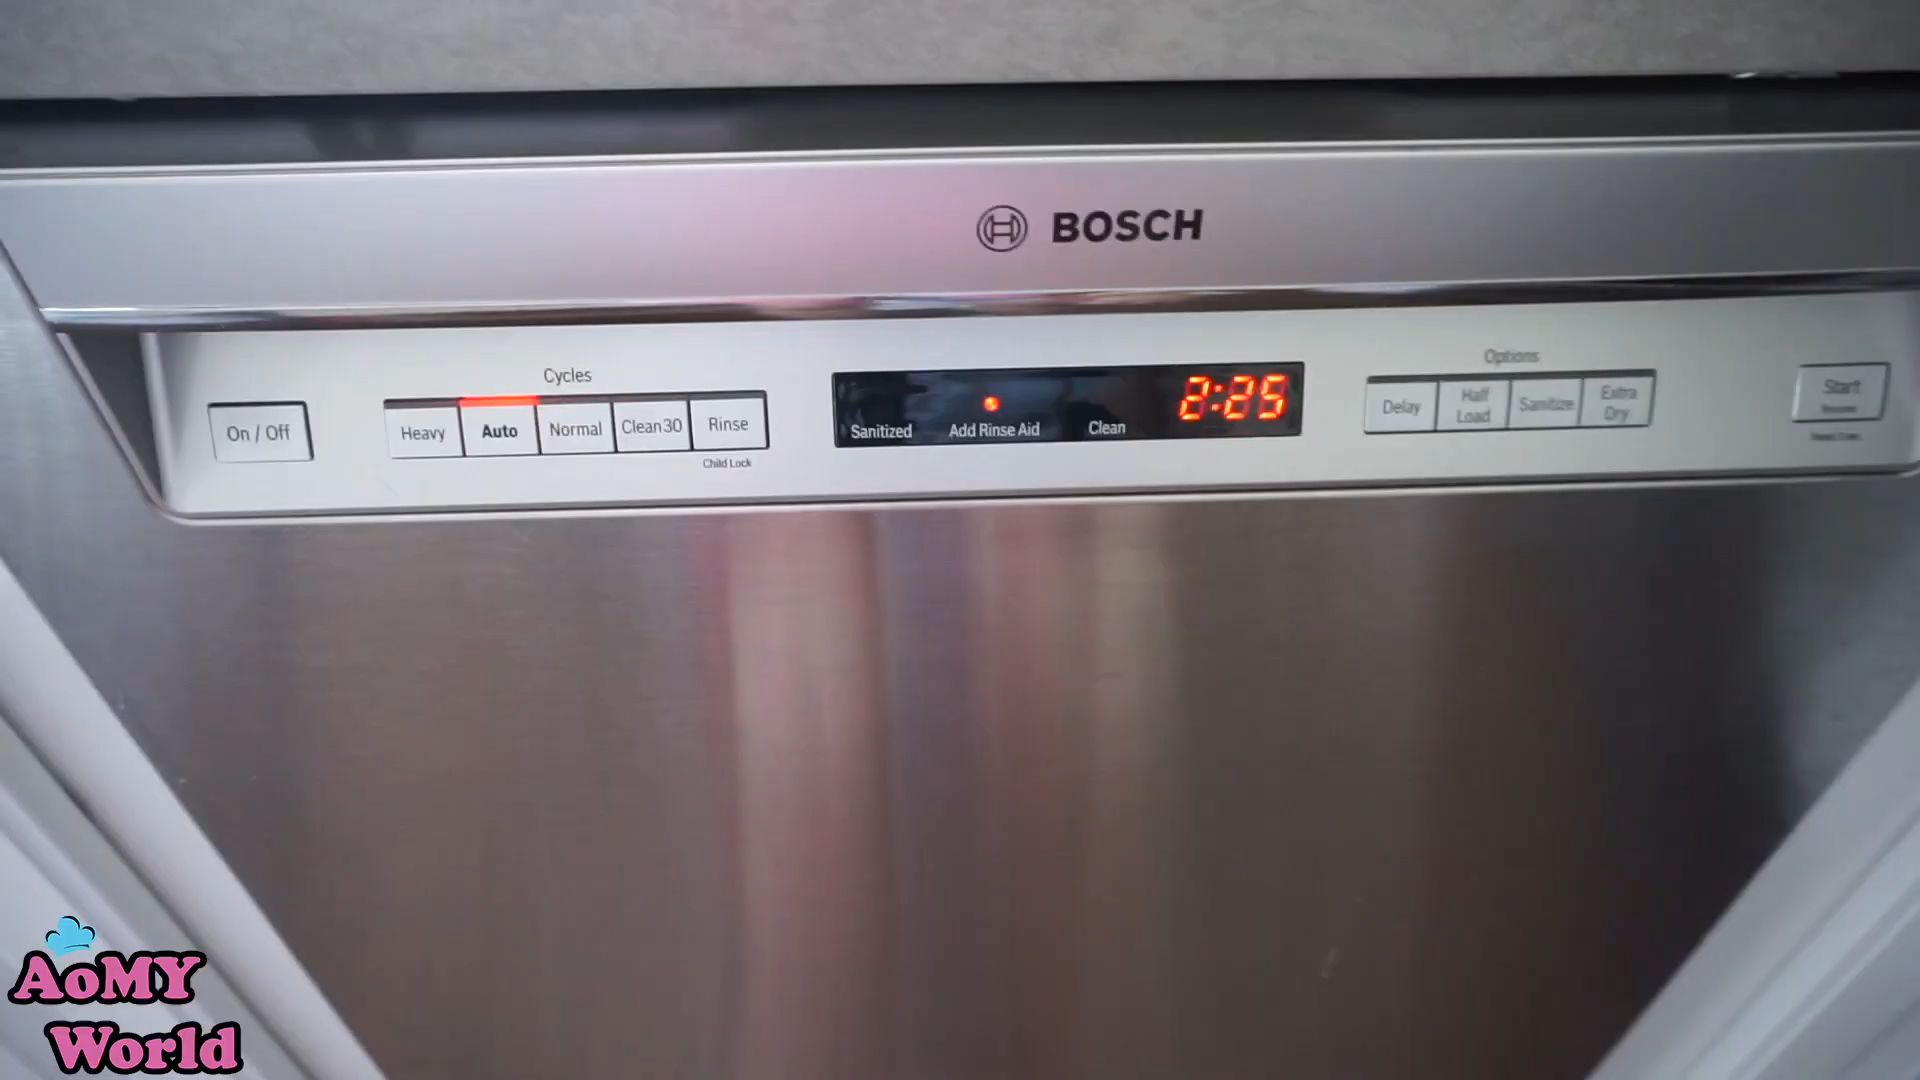 BOSCH
Cycles
On / Off
Heavy
Auto
Normal
Clean30
Rinse
Child Lock
Sanitized
Add Rinse Aid
Clean
2:25
Options
Delay
Half
Load
Sanitize
Extra
Dry
Start
AoMY
World